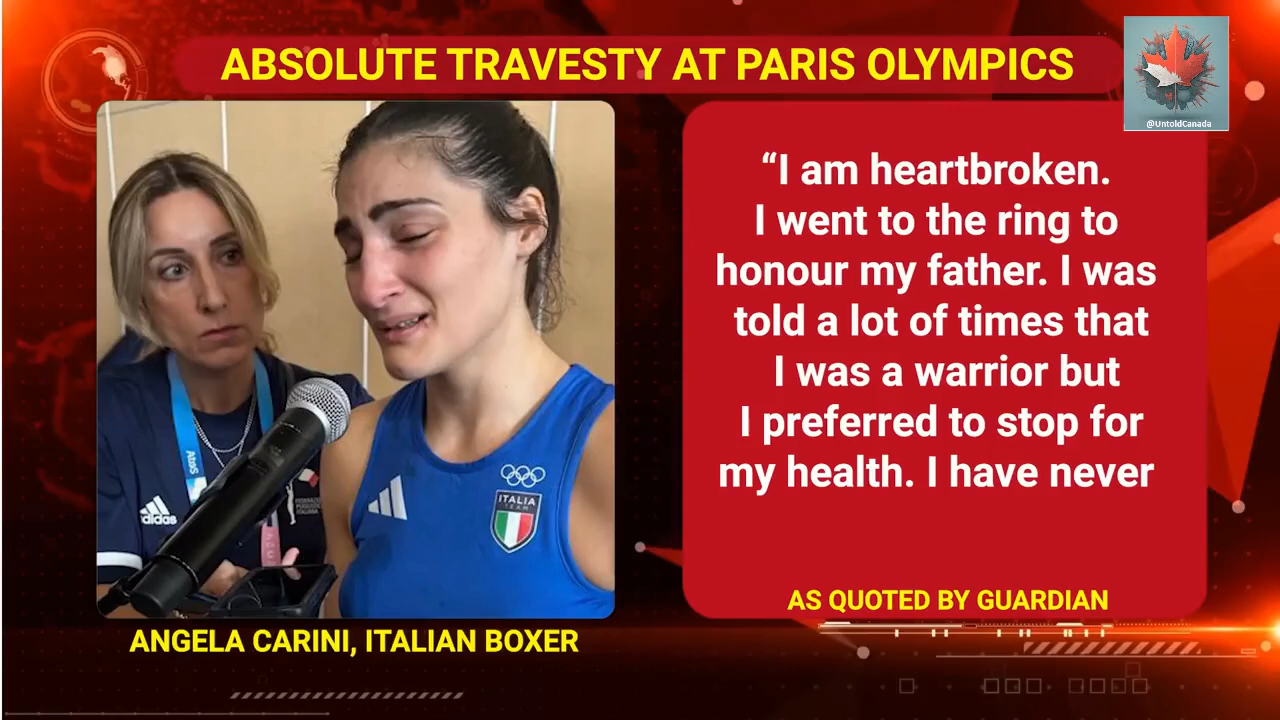 ABSOLUTE TRAVESTY AT PARIS OLYMPICS
@UntoldCanada
“I am heartbroken.
I went to the ring to
honour my father. I was
told a lot of times that
I was a warrior but
I preferred to stop for
my health. I have never
AS QUOTED BY GUARDIAN
AtoS
adidas
ITALIA
TEAM
ANGELA CARINI, ITALIAN BOXER